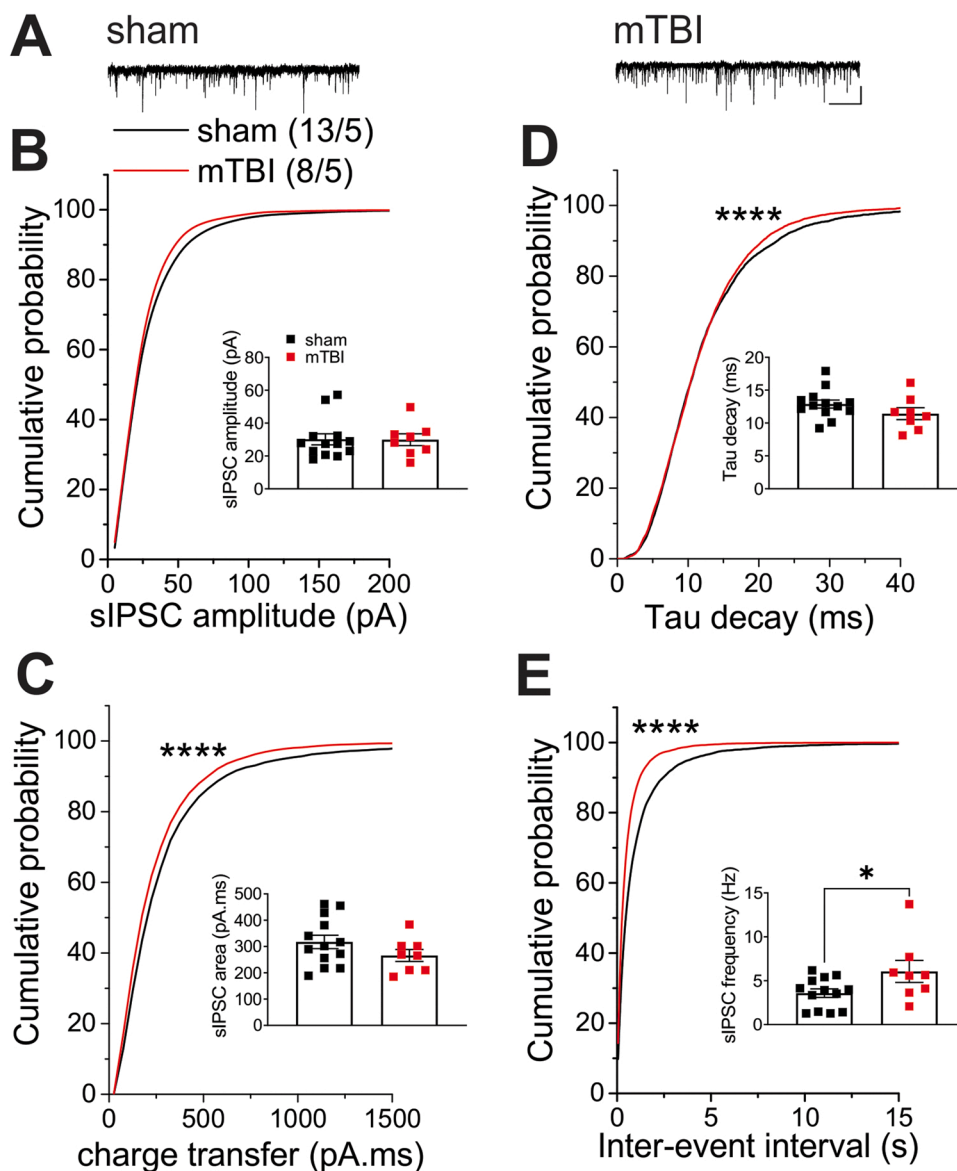 A
sham
mTBI
B
sham (13/5)
mTBI (8/5)
Cumulative probability
100
80
60
40
20
0
0
50
100
150
200
sIPSC amplitude (pA)
sham
mTBI
sIPSC amplitude (pA)
80
60
40
20
0
D
Cumulative probability
100
80
60
40
20
0
0
10
20
30
40
Tau decay (ms)
****
Tau decay (ms)
20
15
10
5
0
C
Cumulative probability
100
80
60
40
20
0
0
500
1000
1500
charge transfer (pA.ms)
****
sIPSC area (pA.ms)
500
400
300
200
100
0
E
Cumulative probability
100
80
60
40
20
0
0
5
10
15
Inter-event interval (s)
****
sIPSC frequency (Hz)
15
10
5
0
*